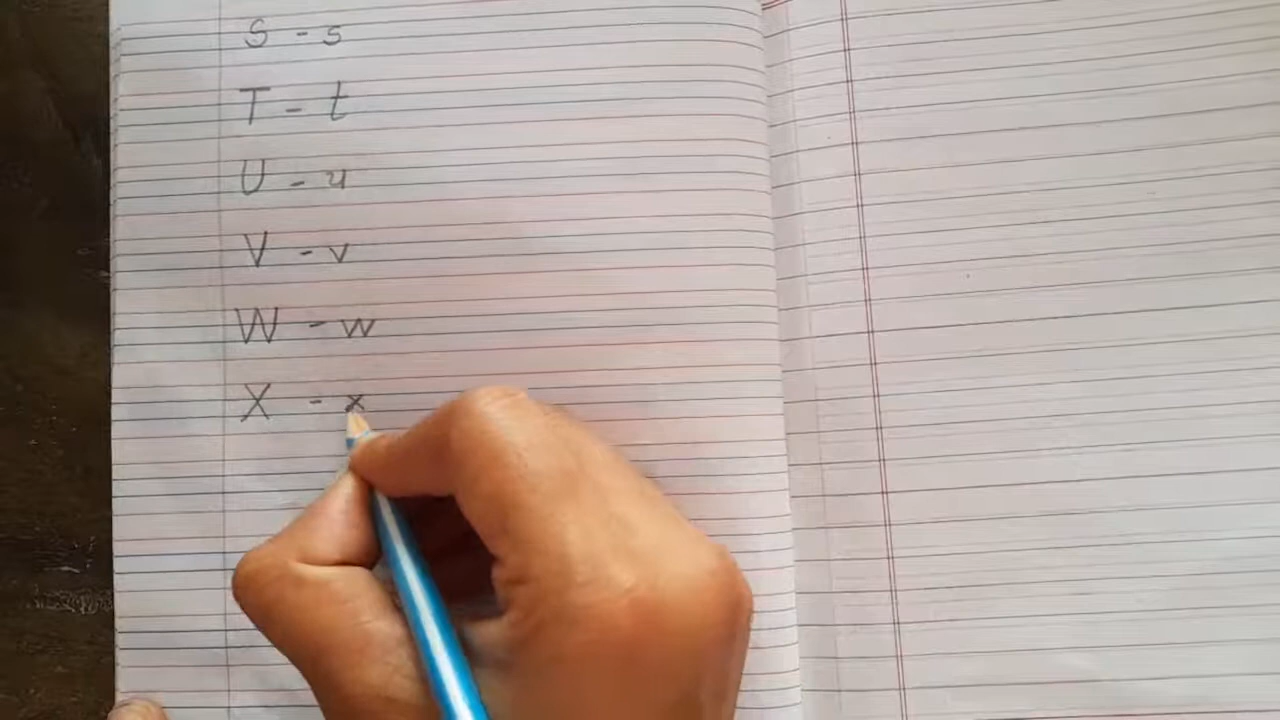 S - s
T - t
U - u
V - v
W - w
X - x